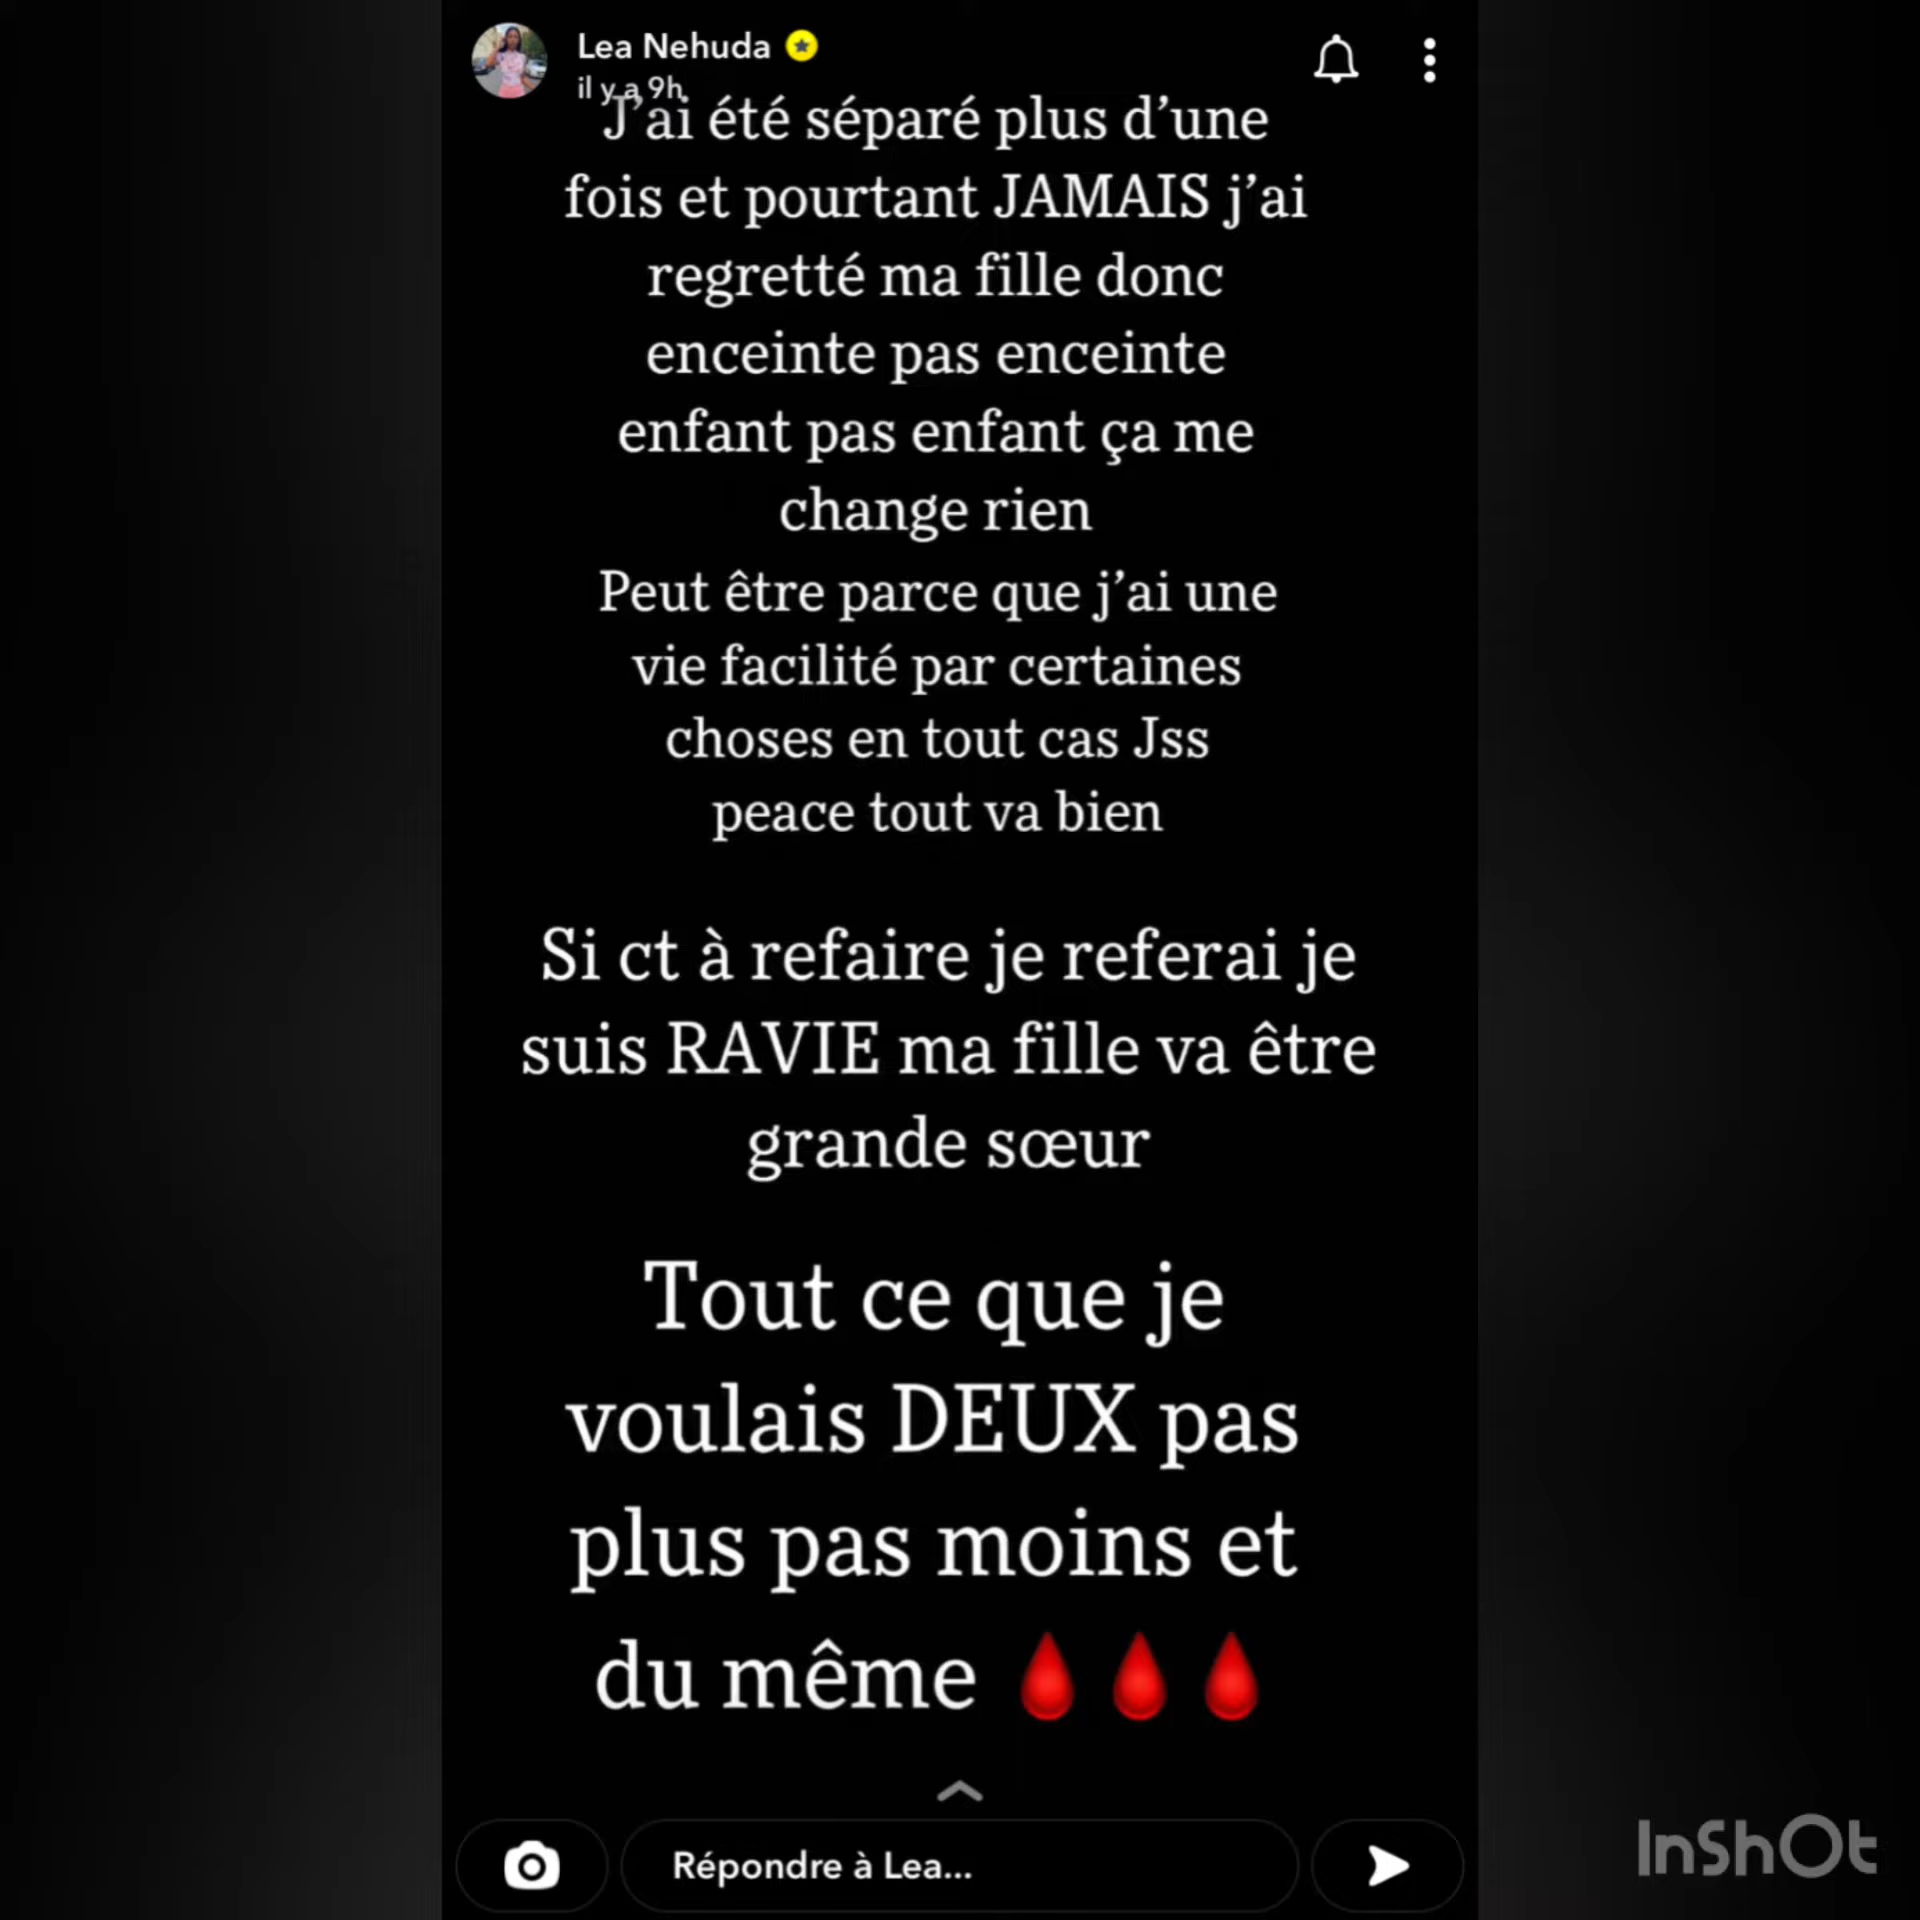 Lea Nehuda
il y a 9h
J’ai été séparé plus d’une
fois et pourtant JAMAIS j’ai
regretté ma fille donc
enceinte pas enceinte
enfant pas enfant ça me
change rien
Peut être parce que j’ai une
vie facilité par certaines
choses en tout cas Jss
peace tout va bien
Si ct à refaire je referai je
suis RAVIE ma fille va être
grande sœur
Tout ce que je
voulais DEUX pas
plus pas moins et
du même 🩸🩸🩸
Répondre à Lea...
InShOt